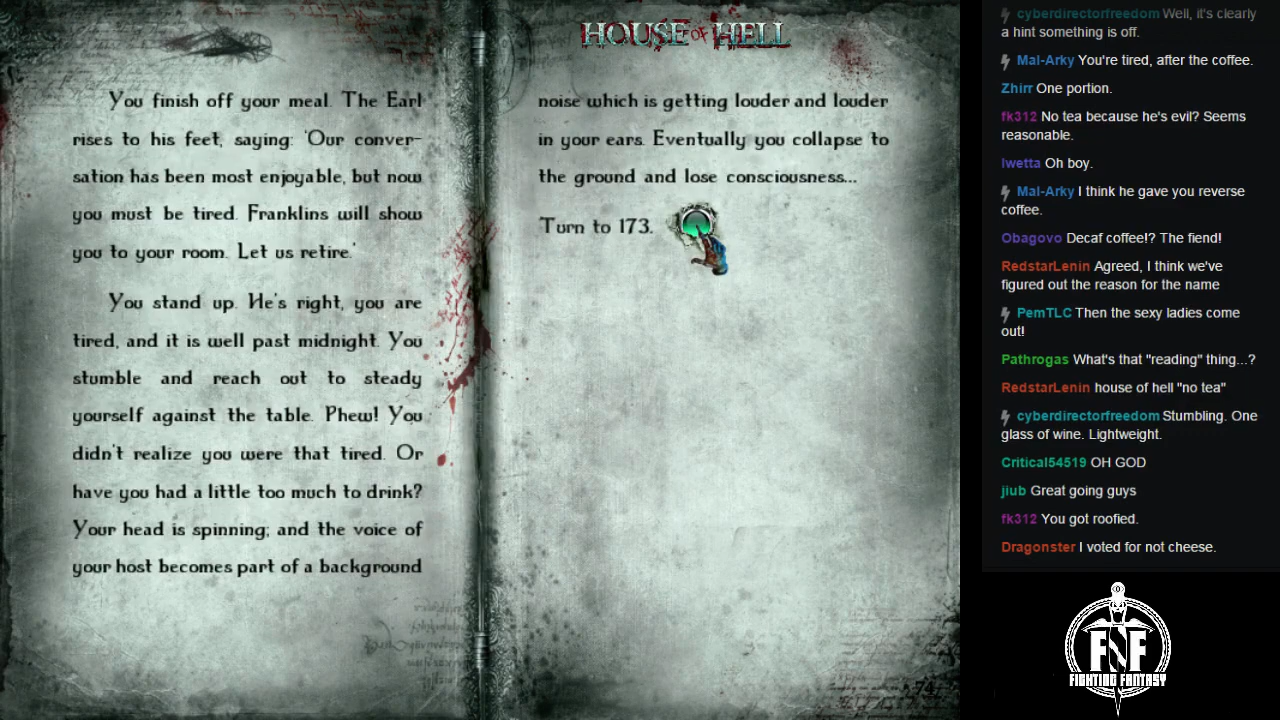 HOUSE OF HELL
You finish off your meal. The Earl
rises to his feet, saying: 'Our conver-
sation has been most enjoyable, but now
you must be tired. Franklins will show
you to your room. Let us retire.'
You stand up. He's right, you are
tired, and it is well past midnight. You
stumble and reach out to steady
yourself against the table. Phew! You
didn't realize you were that tired. Or
have you had a little too much to drink?
Your head is spinning; and the voice of
your host becomes part of a background
noise which is getting louder and louder
in your ears. Eventually you collapse to
the ground and lose consciousness...
Turn to 173.
cyberdirectorfreedom Well, it's clearly
a hint something is off.
Mal-Arky You're tired, after the coffee.
Zhirr One portion.
fk312 No tea because he's evil? Seems
reasonable.
Iwetta Oh boy.
Mal-Arky I think he gave you reverse
coffee.
Obagovo Decaf coffee!? The fiend!
RedstarLenin Agreed, I think we've
figured out the reason for the name
PemTLC Then the sexy ladies come
out!
Pathrogas What's that "reading" thing...?
RedstarLenin house of hell "no tea"
cyberdirectorfreedom Stumbling. One
glass of wine. Lightweight.
Critical54519 OH GOD
jiub Great going guys
fk312 You got roofied.
Dragonster I voted for not cheese.
FF
FIGHTING FANTASY